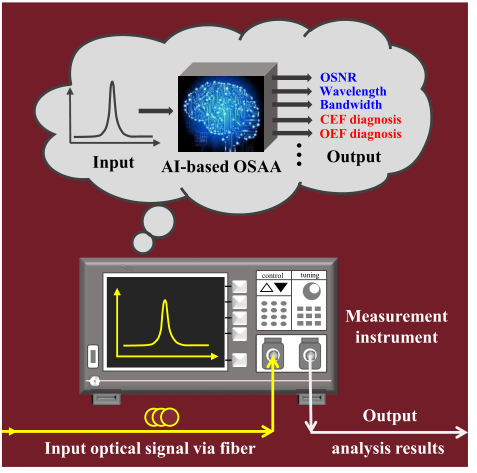 OSNR
Wavelength
Bandwidth
CEF diagnosis
OEF diagnosis
Input
AI-based OSAA
Output
control
tuning
Measurement
instrument
Output
Input optical signal via fiber
analysis results